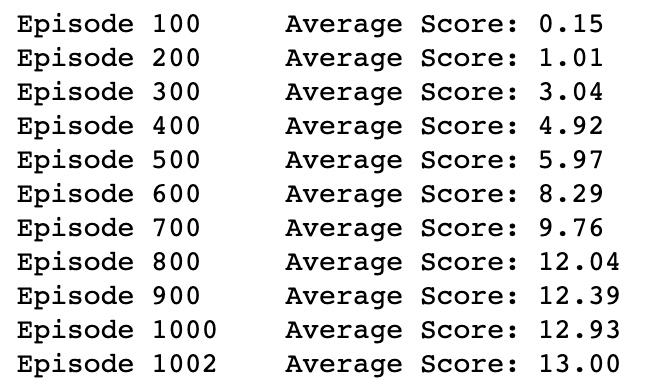 Episode 100 Average Score: 0.15
Episode 200 Average Score: 1.01
Episode 300 Average Score: 3.04
Episode 400 Average Score: 4.92
Episode 500 Average Score: 5.97
Episode 600 Average Score: 8.29
Episode 700 Average Score: 9.76
Episode 800 Average Score: 12.04
Episode 900 Average Score: 12.39
Episode 1000 Average Score: 12.93
Episode 1002 Average Score: 13.00